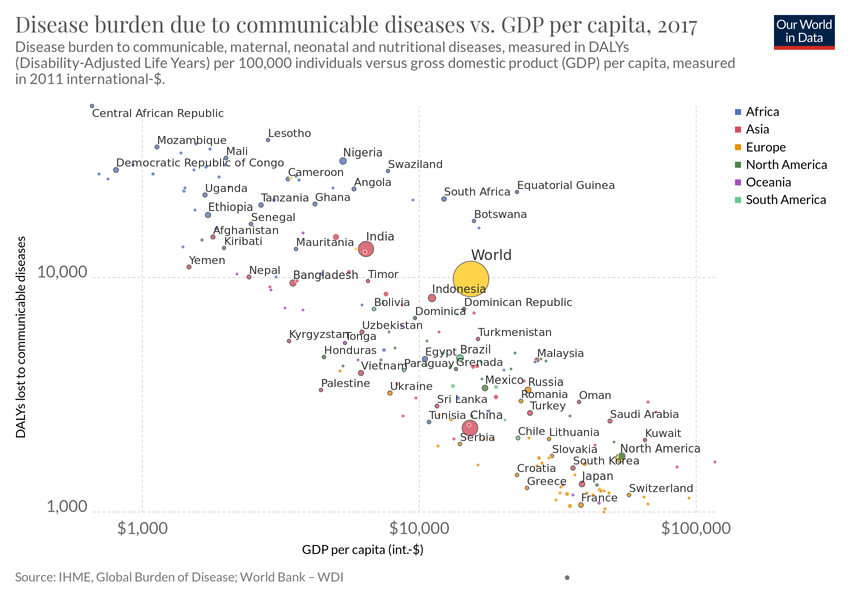 Disease burden due to communicable diseases vs. GDP per capita, 2017
Our World
in Data
Disease burden to communicable, maternal, neonatal and nutritional diseases, measured in DALYs
(Disability-Adjusted Life Years) per 100,000 individuals versus gross domestic product (GDP) per capita, measured
in 2011 international-$.
Central African Republic
Africa
Asia
Europe
North America
Oceania
South America
Lesotho
Mozambique
Mali
Nigeria
Democratic Republic of Congo
Swaziland
Cameroon
Angola
Equatorial Guinea
Uganda
South Africa
Tanzania
Ghana
Ethiopia
Botswana
Senegal
Afghanistan
India
Kiribati
Mauritania
World
Yemen
Nepal
Bangladesh
Timor
10,000
Indonesia
Bolivia
Dominican Republic
Dominica
Uzbekistan
Kyrgyzstan
Tonga
Turkmenistan
Honduras
Egypt
Brazil
Malaysia
Vietnam
Paraguay
Grenada
Palestine
Ukraine
Mexico
Russia
Sri Lanka
Romania
Oman
Turkey
Tunisia
China
Saudi Arabia
Serbia
Chile
Lithuania
Kuwait
Slovakia
North America
South Korea
Croatia
Greece
Japan
France
Switzerland
1,000
DALYs lost to communicable diseases
$1,000
$10,000
$100,000
GDP per capita (int.-$)
Source: IHME, Global Burden of Disease; World Bank – WDI